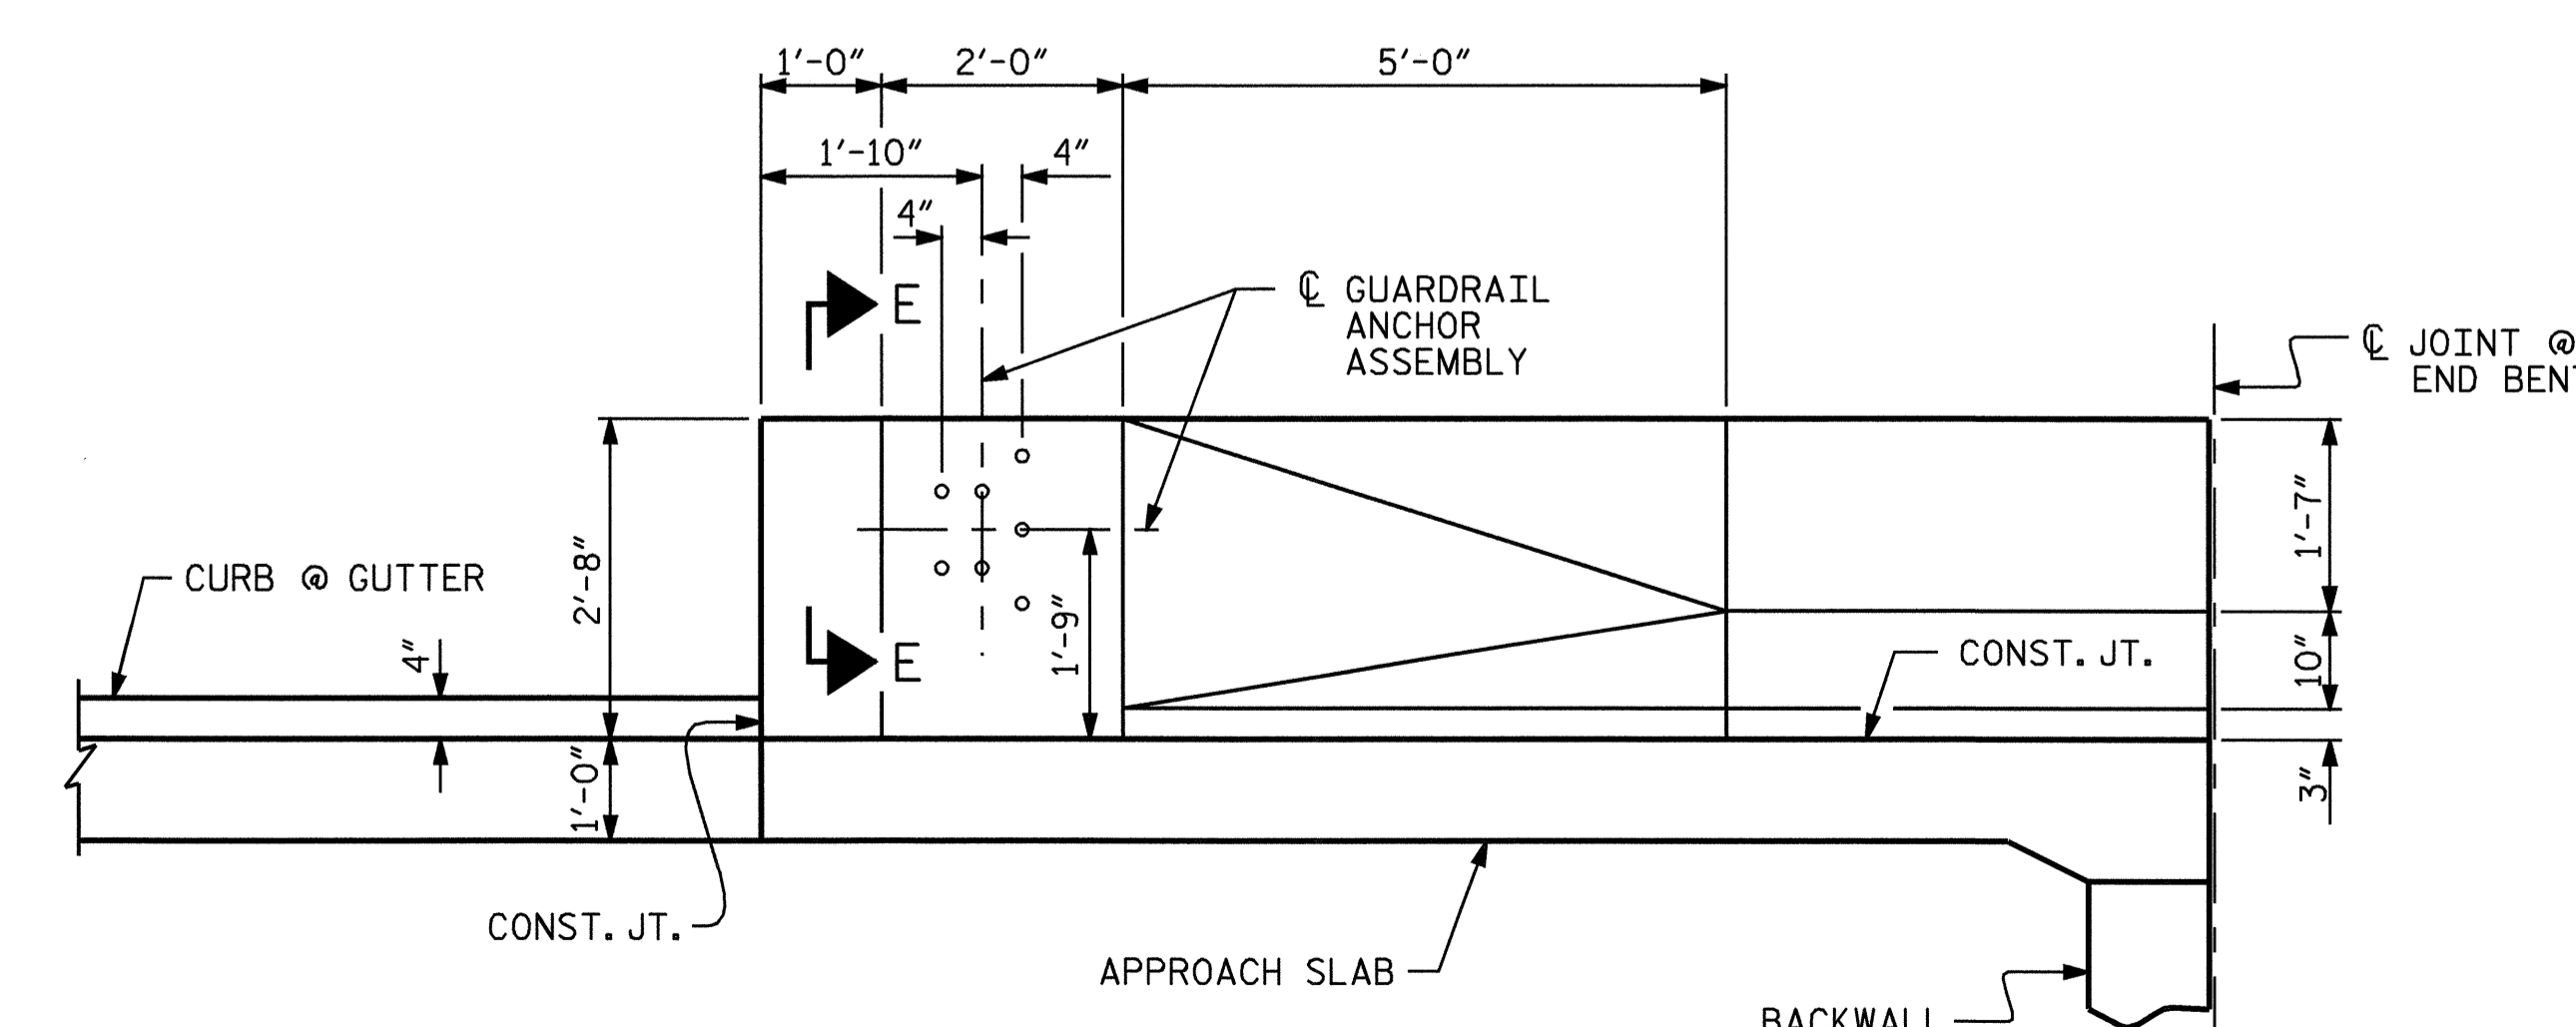 1'-0" 2'-0" 5'-0"
1'-10" 4"
4"
E
℄ GUARDRAIL
ANCHOR
ASSEMBLY
℄ JOINT @
END BENT
1'-7"
2'-8"
CURB @ GUTTER
1'-9"
4"
E
CONST. JT.
10"
1'-0"
3"
CONST. JT.
APPROACH SLAB
BACKWALL